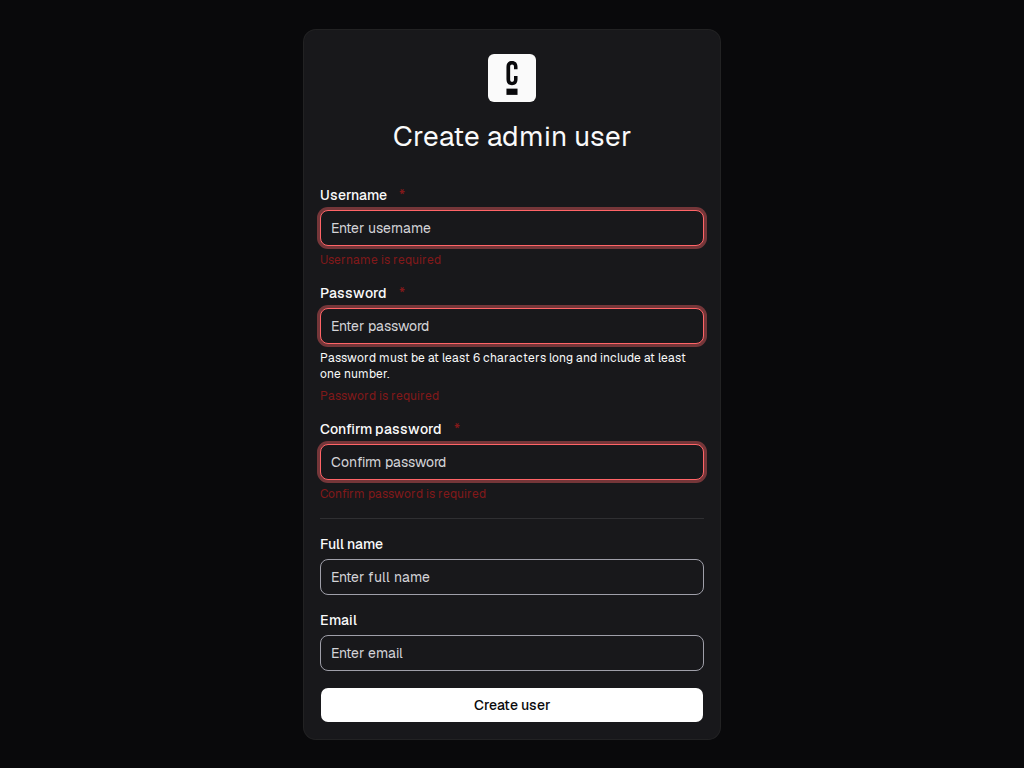 C
Create admin user
Username *
Enter username
Username is required
Password *
Enter password
Password must be at least 6 characters long and include at least
one number.
Password is required
Confirm password *
Confirm password
Confirm password is required
Full name
Enter full name
Email
Enter email
Create user